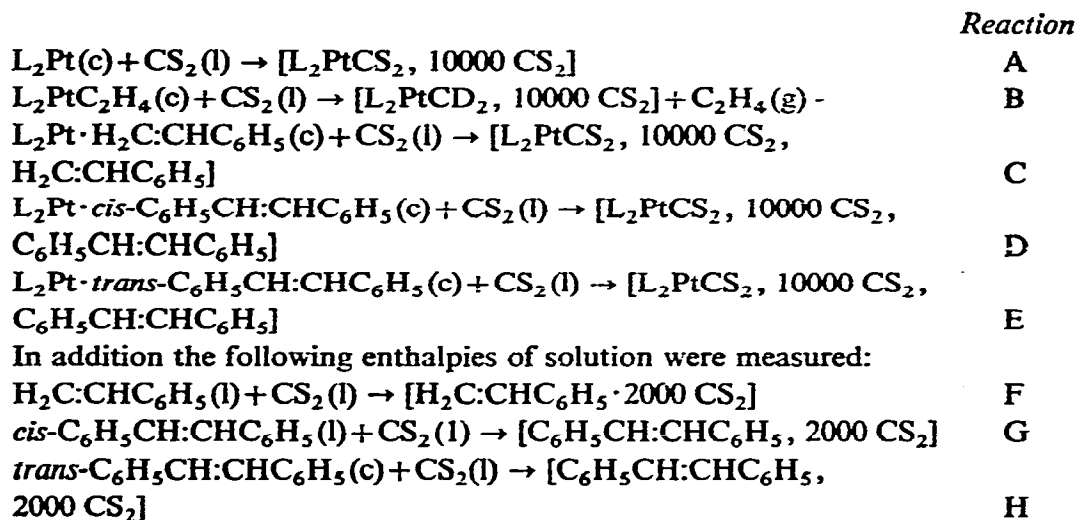 Reaction
L₂Pt(c)+CS₂(l) → [L₂PtCS₂, 10000 CS₂] A
L₂PtC₂H₄(c)+CS₂(l) → [L₂PtCD₂, 10000 CS₂]+C₂H₄(g) - B
L₂Pt·H₂C:CHC₆H₅(c)+CS₂(l) → [L₂PtCS₂, 10000 CS₂,
H₂C:CHC₆H₅] C
L₂Pt·cis-C₆H₅CH:CHC₆H₅(c)+CS₂(l) → [L₂PtCS₂, 10000 CS₂,
C₆H₅CH:CHC₆H₅] D
L₂Pt·trans-C₆H₅CH:CHC₆H₅(c)+CS₂(l) → [L₂PtCS₂, 10000 CS₂,
C₆H₅CH:CHC₆H₅] E
In addition the following enthalpies of solution were measured:
H₂C:CHC₆H₅(l)+CS₂(l) → [H₂C:CHC₆H₅·2000 CS₂] F
cis-C₆H₅CH:CHC₆H₅(l)+CS₂(1) → [C₆H₅CH:CHC₆H₅, 2000 CS₂] G
trans-C₆H₅CH:CHC₆H₅(c)+CS₂(l) → [C₆H₅CH:CHC₆H₅,
2000 CS₂] H